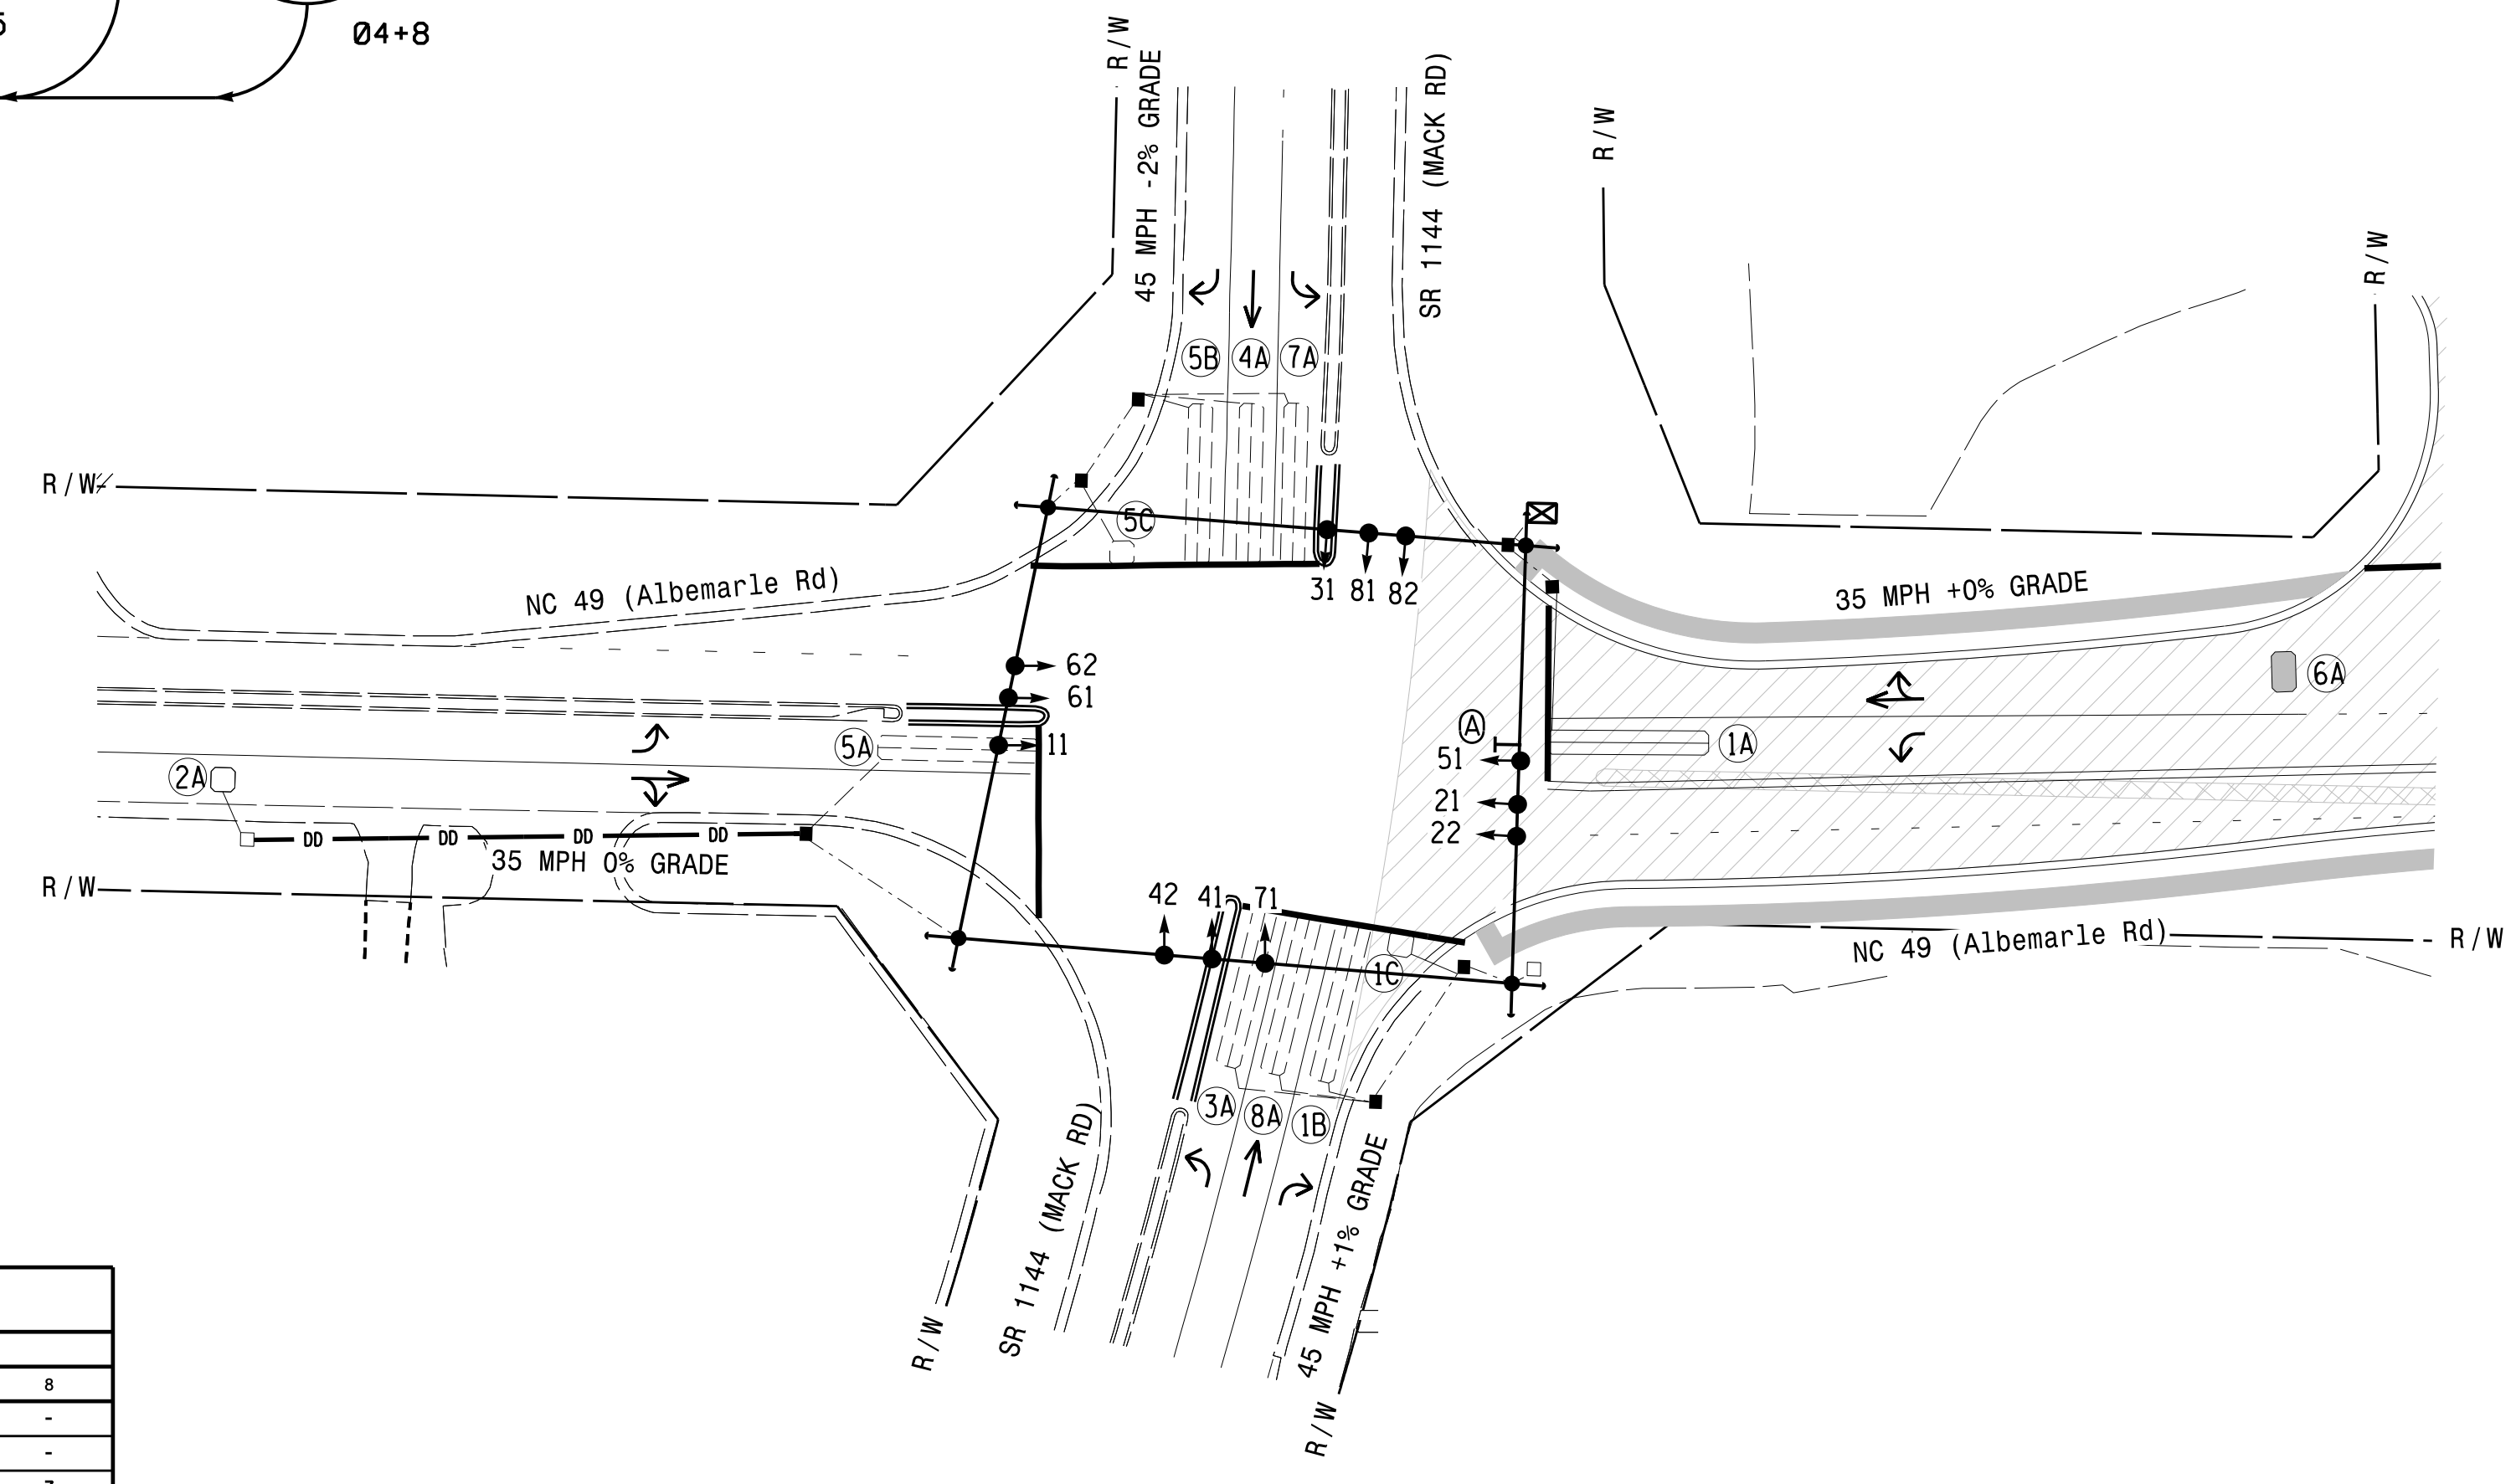 Ø4+8
R/W
45 MPH -2% GRADE
SR 1144 (MACK RD)
R/W
R/W
5B
4A
7A
R/W
5C
NC 49 (Albemarle Rd)
31
81
82
35 MPH +0% GRADE
62
61
11
6A
A
51
1A
5A
2A
21
22
DD
DD
DD
DD
35 MPH 0% GRADE
R/W
42
41
71
NC 49 (Albemarle Rd)
R/W
1C
3A
8A
1B
SR 1144 (MACK RD)
45 MPH +1% GRADE
R/W
R/W
8
-
-